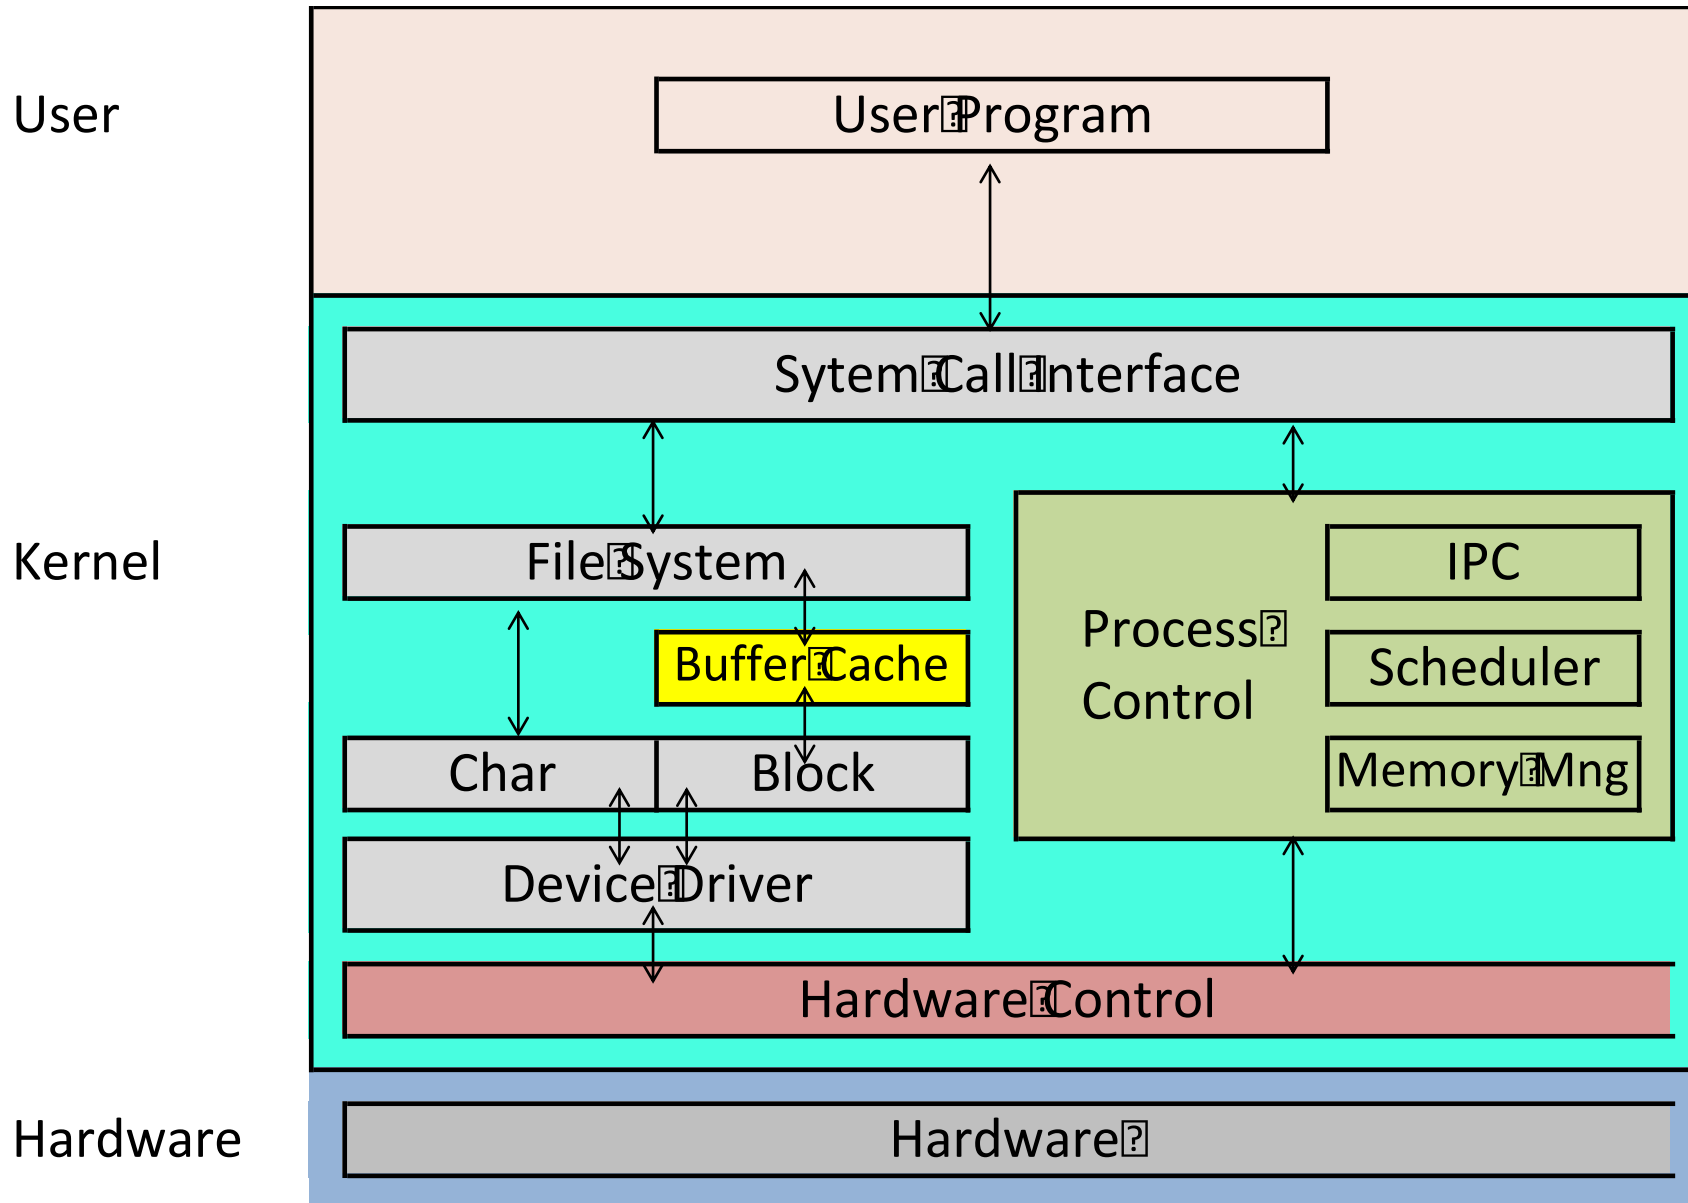 User
User Program
Sytem Call Interface
Kernel
File System
IPC
Process
Control
Buffer Cache
Scheduler
Char
Block
Memory Mng
Device Driver
Hardware Control
Hardware
Hardware